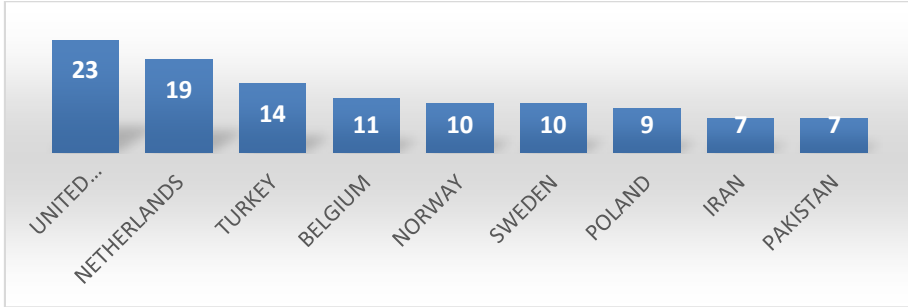 23
19
14
11
10
10
9
7
7
UNITED...
NETHERLANDS
TURKEY
BELGIUM
NORWAY
SWEDEN
POLAND
IRAN
PAKISTAN